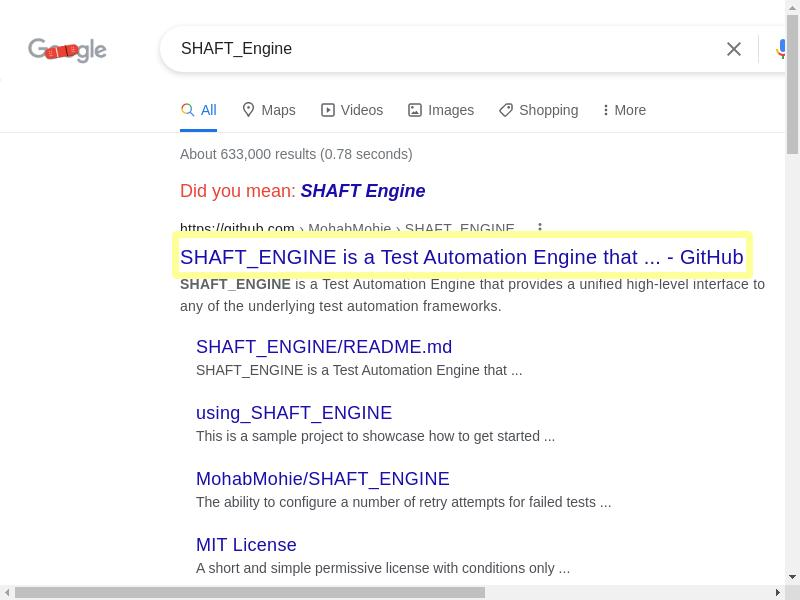 Google
SHAFT_Engine
All Maps Videos Images Shopping More
About 633,000 results (0.78 seconds)
Did you mean: SHAFT Engine
https://github.com › MohabMohie › SHAFT_ENGINE
SHAFT_ENGINE is a Test Automation Engine that ... - GitHub
SHAFT_ENGINE is a Test Automation Engine that provides a unified high-level interface to
any of the underlying test automation frameworks.
SHAFT_ENGINE/README.md
SHAFT_ENGINE is a Test Automation Engine that ...
using_SHAFT_ENGINE
This is a sample project to showcase how to get started ...
MohabMohie/SHAFT_ENGINE
The ability to configure a number of retry attempts for failed tests ...
MIT License
A short and simple permissive license with conditions only ...